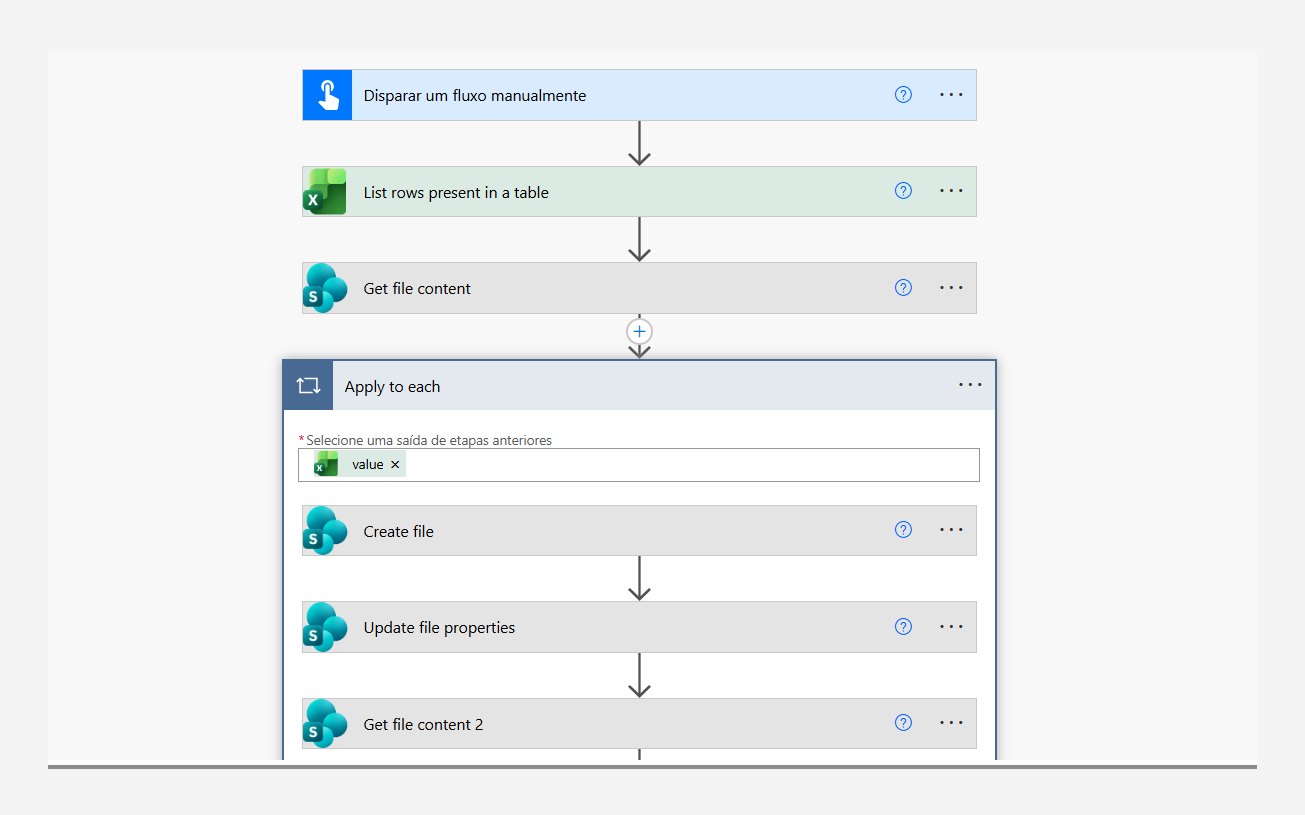 Disparar um fluxo manualmente
List rows present in a table
Get file content
Apply to each
* Selecione uma saída de etapas anteriores
value
Create file
Update file properties
Get file content 2